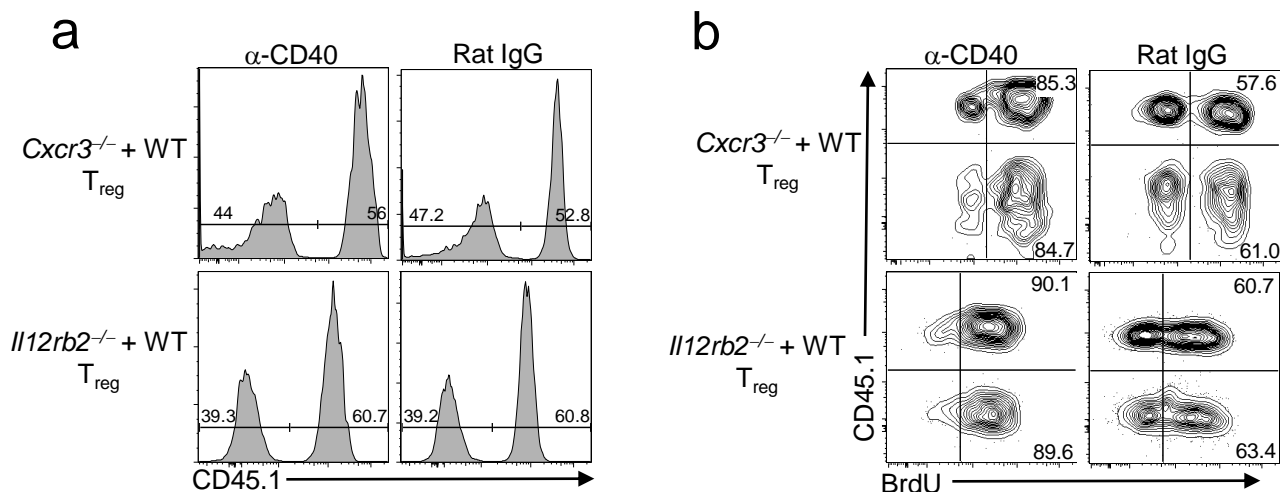 a
α-CD40 Rat IgG
Cxcr3–/– + WT
Treg
44 56
47.2 52.8
Il12rb2–/– + WT
Treg
39.3 60.7
39.2 60.8
CD45.1
b
α-CD40 Rat IgG
Cxcr3–/– + WT
Treg
85.3
84.7
57.6
61.0
Il12rb2–/– + WT
Treg
90.1
89.6
60.7
63.4
CD45.1
BrdU